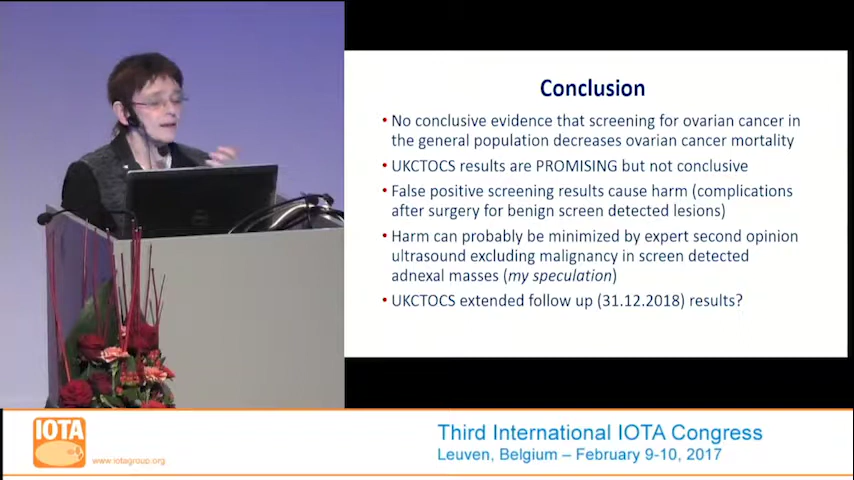 Conclusion
• No conclusive evidence that screening for ovarian cancer in
the general population decreases ovarian cancer mortality
• UKCTOCS results are PROMISING but not conclusive
• False positive screening results cause harm (complications
after surgery for benign screen detected lesions)
• Harm can probably be minimized by expert second opinion
ultrasound excluding malignancy in screen detected
adnexal masses (my speculation)
• UKCTOCS extended follow up (31.12.2018) results?
IOTA
www.iotagroup.org
Third International IOTA Congress
Leuven, Belgium – February 9-10, 2017